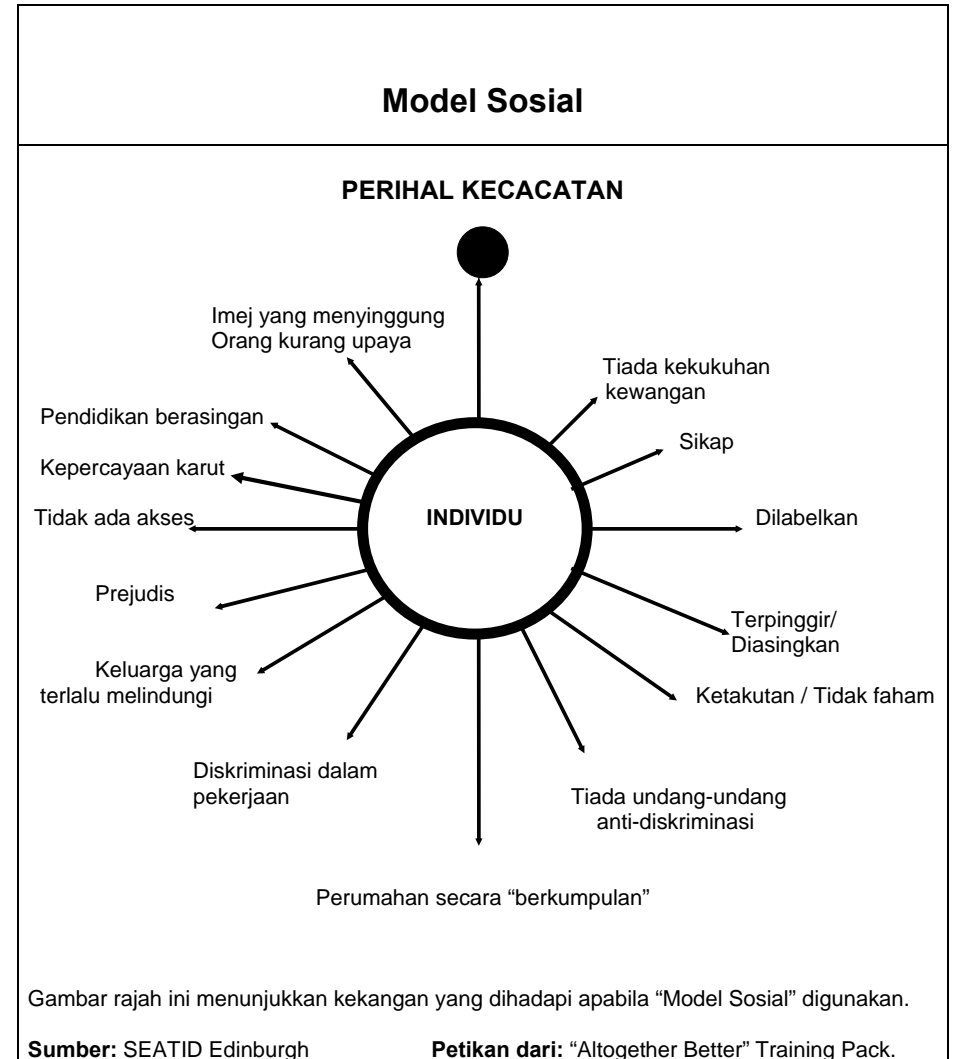 Model Sosial
PERIHAL KECACATAN
Imej yang menyinggung
Orang kurang upaya
Tiada kekukuhan
kewangan
Pendidikan berasingan
Sikap
Kepercayaan karut
Tidak ada akses
INDIVIDU
Dilabelkan
Prejudis
Terpinggir/
Diasingkan
Keluarga yang
terlalu melindungi
Ketakutan / Tidak faham
Diskriminasi dalam
pekerjaan
Tiada undang-undang
anti-diskriminasi
Perumahan secara “berkumpulan”
Gambar rajah ini menunjukkan kekangan yang dihadapi apabila “Model Sosial” digunakan.
Sumber: SEATID Edinburgh Petikan dari: “Altogether Better” Training Pack.